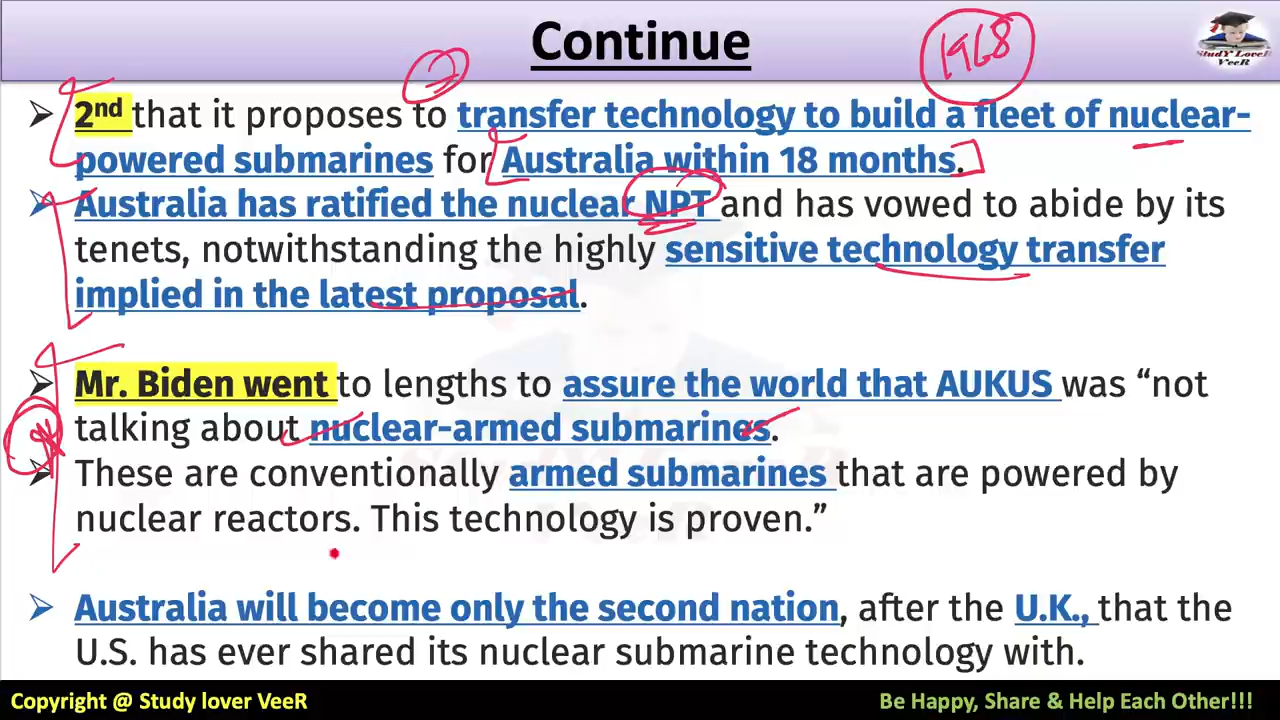 Continue
1968
StudY LoveR
VeeR
2
➢ 2nd that it proposes to transfer technology to build a fleet of nuclear-
powered submarines for Australia within 18 months.
➢ Australia has ratified the nuclear NPT and has vowed to abide by its
tenets, notwithstanding the highly sensitive technology transfer
implied in the latest proposal.
➢ Mr. Biden went to lengths to assure the world that AUKUS was “not
talking about nuclear-armed submarines.
➢ These are conventionally armed submarines that are powered by
nuclear reactors. This technology is proven.”
➢ Australia will become only the second nation, after the U.K., that the
U.S. has ever shared its nuclear submarine technology with.
Copyright @ Study lover VeeR
Be Happy, Share & Help Each Other!!!